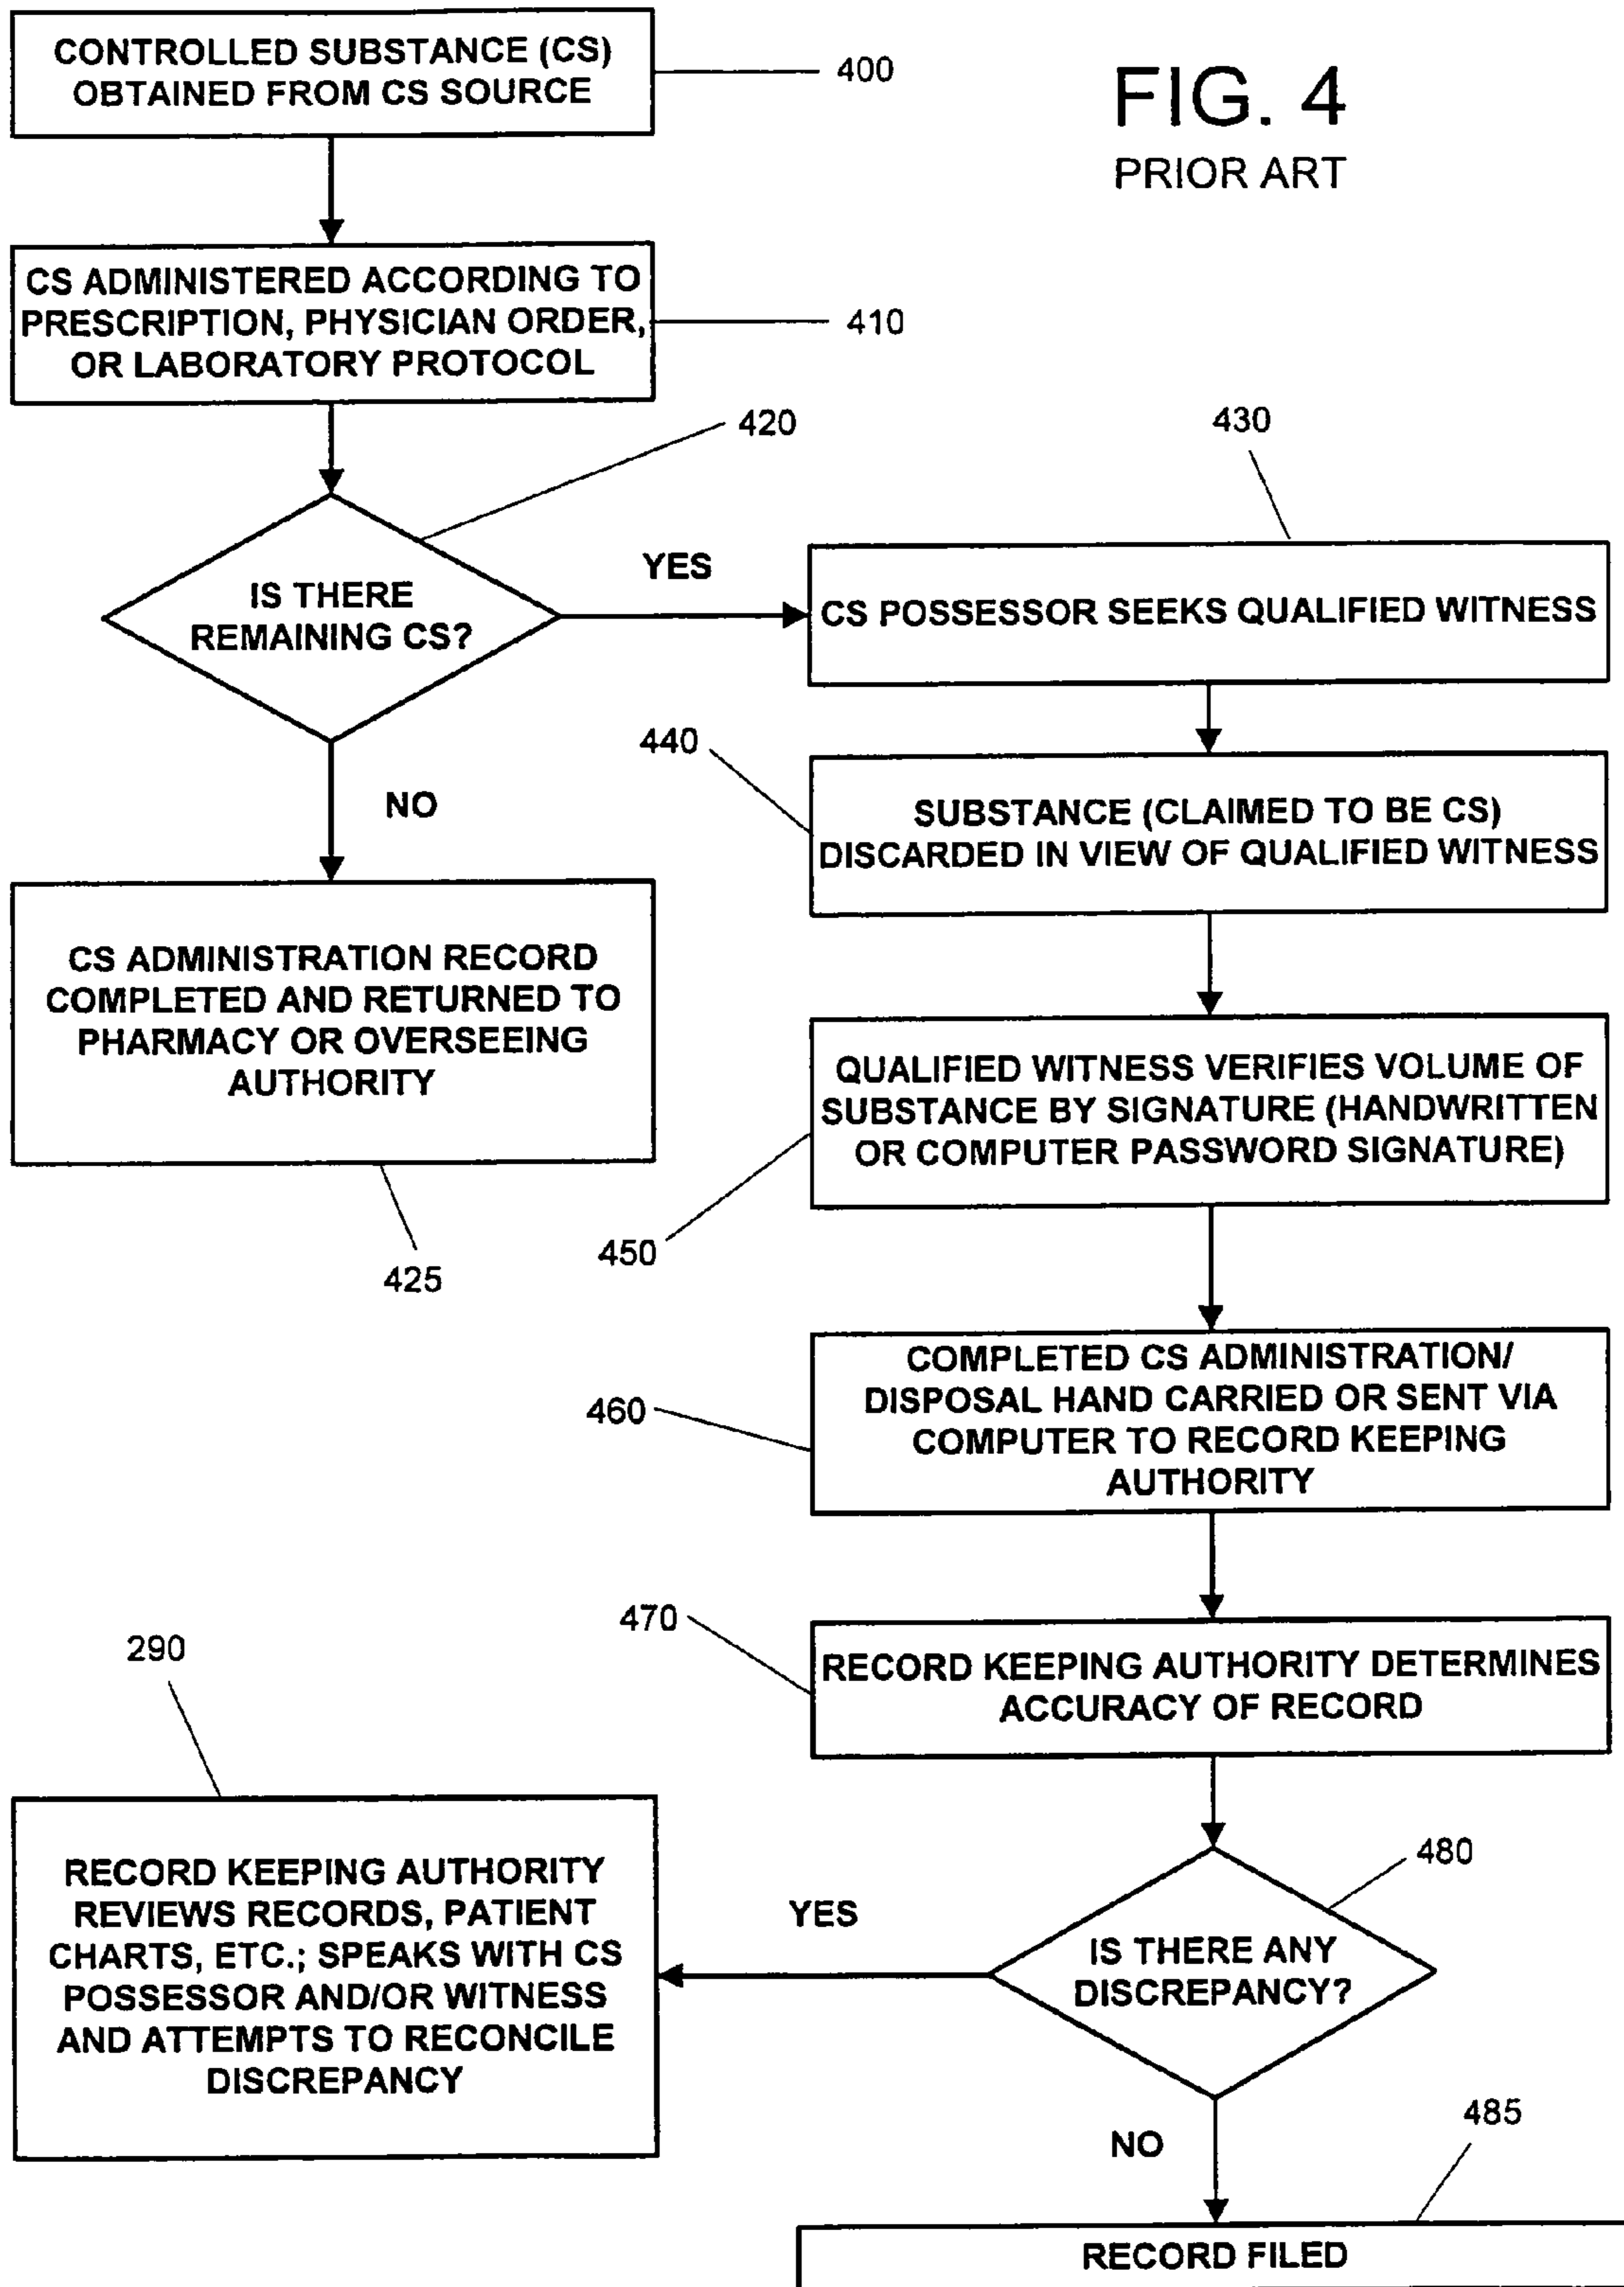 CONTROLLED SUBSTANCE (CS)
OBTAINED FROM CS SOURCE
400
FIG. 4
PRIOR ART
CS ADMINISTERED ACCORDING TO
PRESCRIPTION, PHYSICIAN ORDER,
OR LABORATORY PROTOCOL
410
420
430
IS THERE
REMAINING CS?
YES
CS POSSESSOR SEEKS QUALIFIED WITNESS
NO
440
SUBSTANCE (CLAIMED TO BE CS)
DISCARDED IN VIEW OF QUALIFIED WITNESS
CS ADMINISTRATION RECORD
COMPLETED AND RETURNED TO
PHARMACY OR OVERSEEING
AUTHORITY
425
QUALIFIED WITNESS VERIFIES VOLUME OF
SUBSTANCE BY SIGNATURE (HANDWRITTEN
OR COMPUTER PASSWORD SIGNATURE)
450
COMPLETED CS ADMINISTRATION/
DISPOSAL HAND CARRIED OR SENT VIA
COMPUTER TO RECORD KEEPING
AUTHORITY
460
470
RECORD KEEPING AUTHORITY DETERMINES
ACCURACY OF RECORD
290
RECORD KEEPING AUTHORITY
REVIEWS RECORDS, PATIENT
CHARTS, ETC.; SPEAKS WITH CS
POSSESSOR AND/OR WITNESS
AND ATTEMPTS TO RECONCILE
DISCREPANCY
YES
480
IS THERE ANY
DISCREPANCY?
NO
485
RECORD FILED